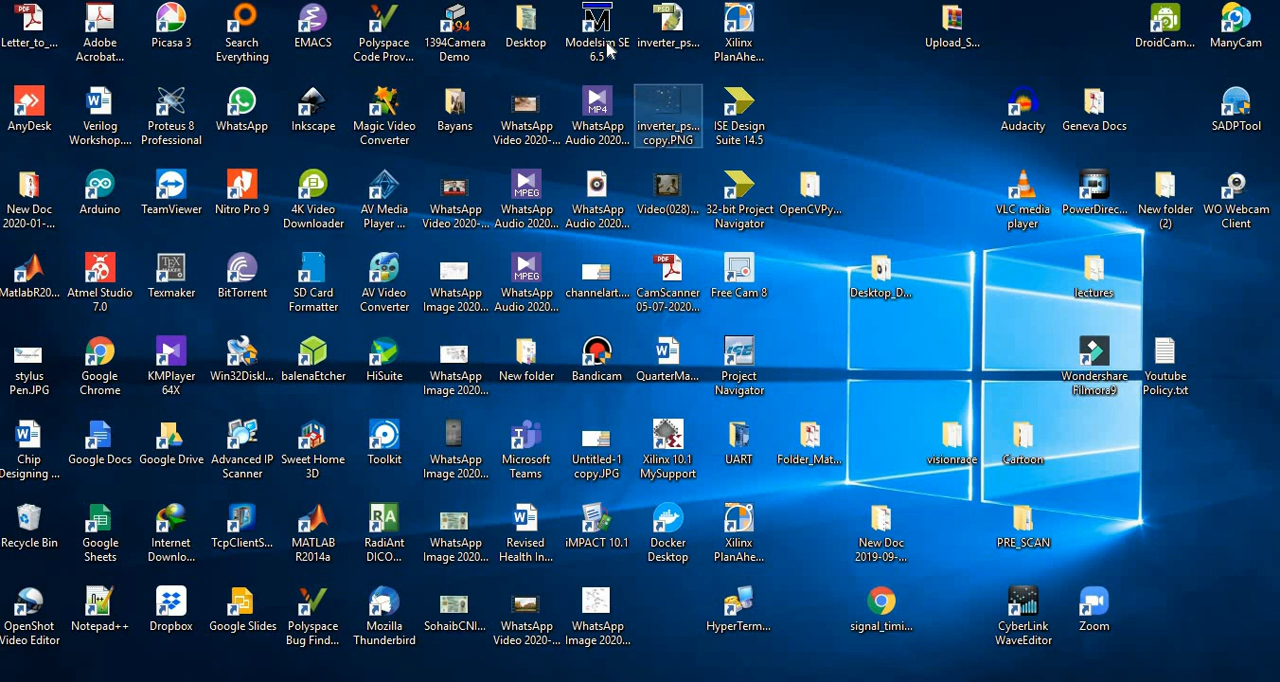 Letter_to_...
Adobe
Acrobat...
Picasa 3
Search
Everything
EMACS
Polyspace
Code Prov...
1394Camera
Demo
Desktop
Modelsim SE
6.5
inverter_ps...
Xilinx
PlanAhe...
Upload_S...
DroidCam...
ManyCam
AnyDesk
Verilog
Workshop....
Proteus 8
Professional
WhatsApp
Inkscape
Magic Video
Converter
Bayans
WhatsApp
Video 2020-...
WhatsApp
Audio 2020...
inverter_ps...
copy.PNG
ISE Design
Suite 14.5
Audacity
Geneva Docs
SADPTool
New Doc
2020-01-...
Arduino
TeamViewer
Nitro Pro 9
4K Video
Downloader
AV Media
Player ...
WhatsApp
Video 2020-...
WhatsApp
Audio 2020...
WhatsApp
Audio 2020...
Video(028)...
32-bit Project
Navigator
OpenCVPy...
VLC media
player
PowerDirec...
New folder
(2)
WO Webcam
Client
MatlabR20...
Atmel Studio
7.0
Texmaker
BitTorrent
SD Card
Formatter
AV Video
Converter
WhatsApp
Image 2020...
WhatsApp
Audio 2020...
channelart....
CamScanner
05-07-2020...
Free Cam 8
Desktop_D...
lectures
stylus
Pen.JPG
Google
Chrome
KMPlayer
64X
Win32DiskI...
balenaEtcher
HiSuite
WhatsApp
Image 2020...
New folder
Bandicam
QuarterMa...
Project
Navigator
Wondershare
Filmora9
Youtube
Policy.txt
Chip
Designing ...
Google Docs
Google Drive
Advanced IP
Scanner
Sweet Home
3D
Toolkit
WhatsApp
Image 2020...
Microsoft
Teams
Untitled-1
copy.JPG
Xilinx 10.1
MySupport
UART
Folder_Mat...
visionrace
Cartoon
Recycle Bin
Google
Sheets
Internet
Downlo...
TcpClientS...
MATLAB
R2014a
RadiAnt
DICO...
WhatsApp
Image 2020...
Revised
Health In...
iMPACT 10.1
Docker
Desktop
Xilinx
PlanAhe...
New Doc
2019-09-...
PRE_SCAN
OpenShot
Video Editor
Notepad++
Dropbox
Google Slides
Polyspace
Bug Find...
Mozilla
Thunderbird
SohaibCNI...
WhatsApp
Video 2020-...
WhatsApp
Image 2020...
HyperTerm...
signal_timi...
CyberLink
WaveEditor
Zoom